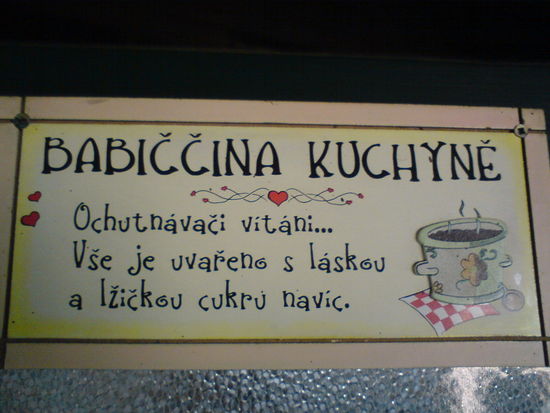 BABIČČINA KUCHYNĚ
Ochutnávači vítáni...
Vše je uvařeno s láskou
a lžičkou cukru navíc.